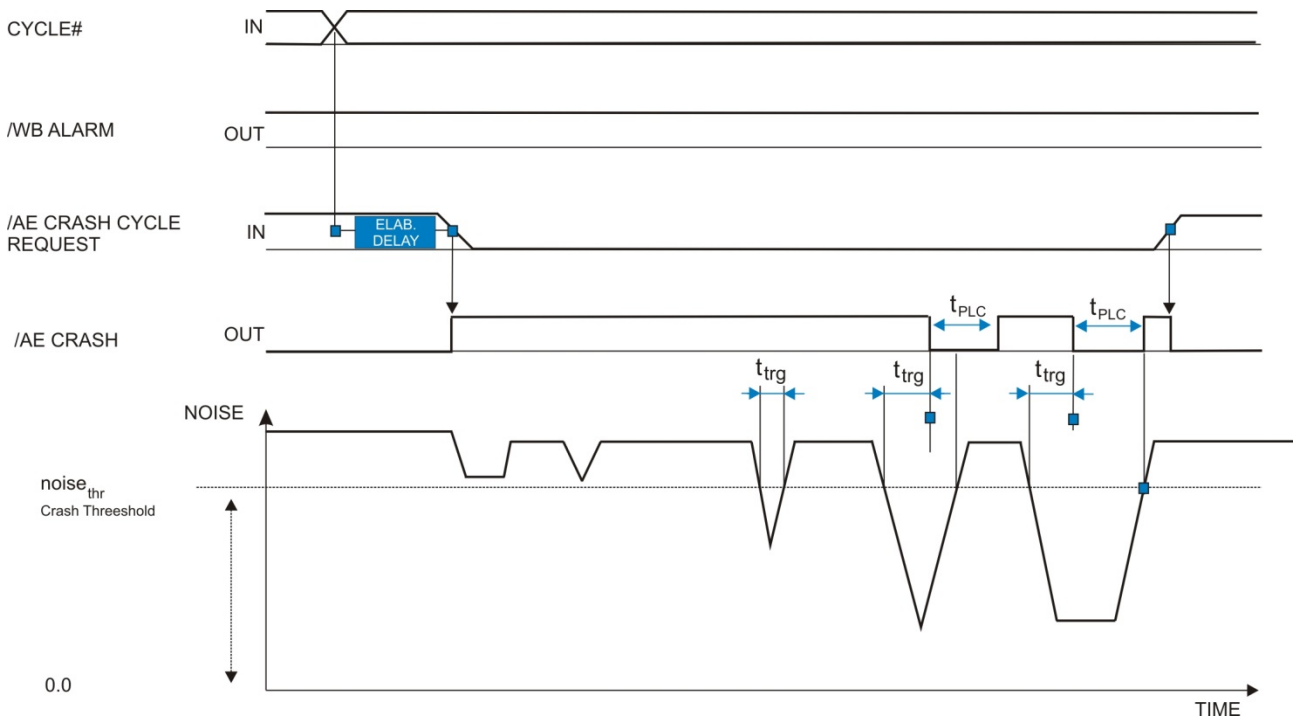 CYCLE# IN
/WB ALARM OUT
/AE CRASH CYCLE
REQUEST IN
ELAB.
DELAY
/AE CRASH OUT
tPLC tPLC
ttrg ttrg ttrg
NOISE
noisethr
Crash Threeshold
0.0
TIME